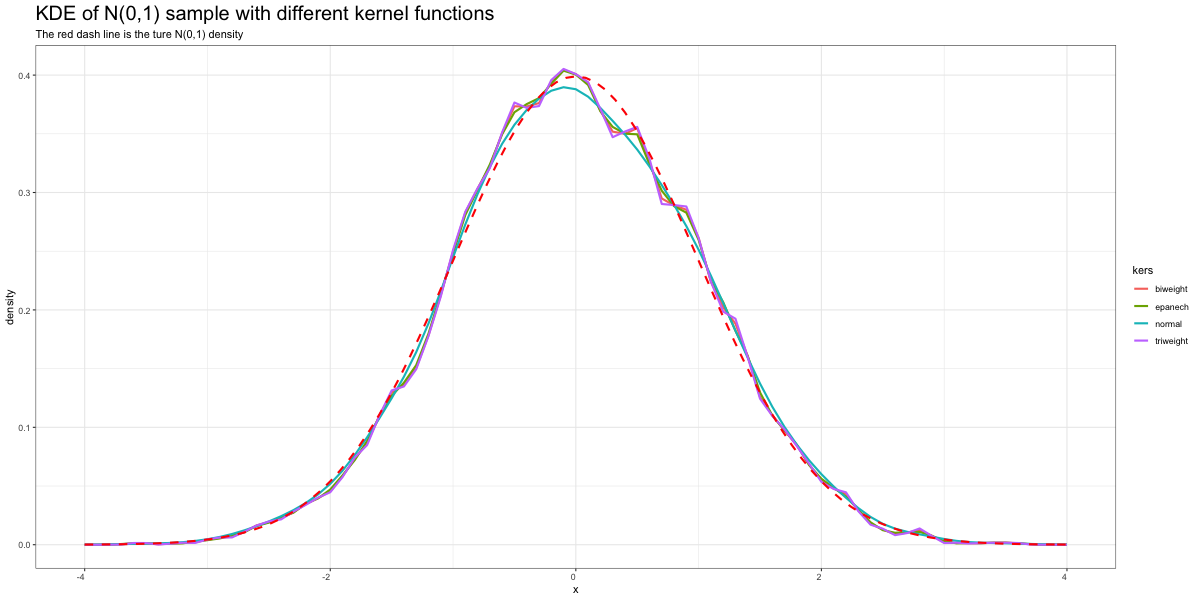 KDE of N(0,1) sample with different kernel functions
The red dash line is the ture N(0,1) density
0.4
0.3
0.2
0.1
0.0
density
-4
-2
0
2
4
x
kers
biweight
epanech
normal
triweight